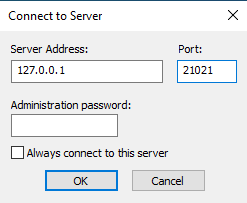 Connect to Server
Server Address: Port:
127.0.0.1 21021
Administration password:
Always connect to this server
OK Cancel